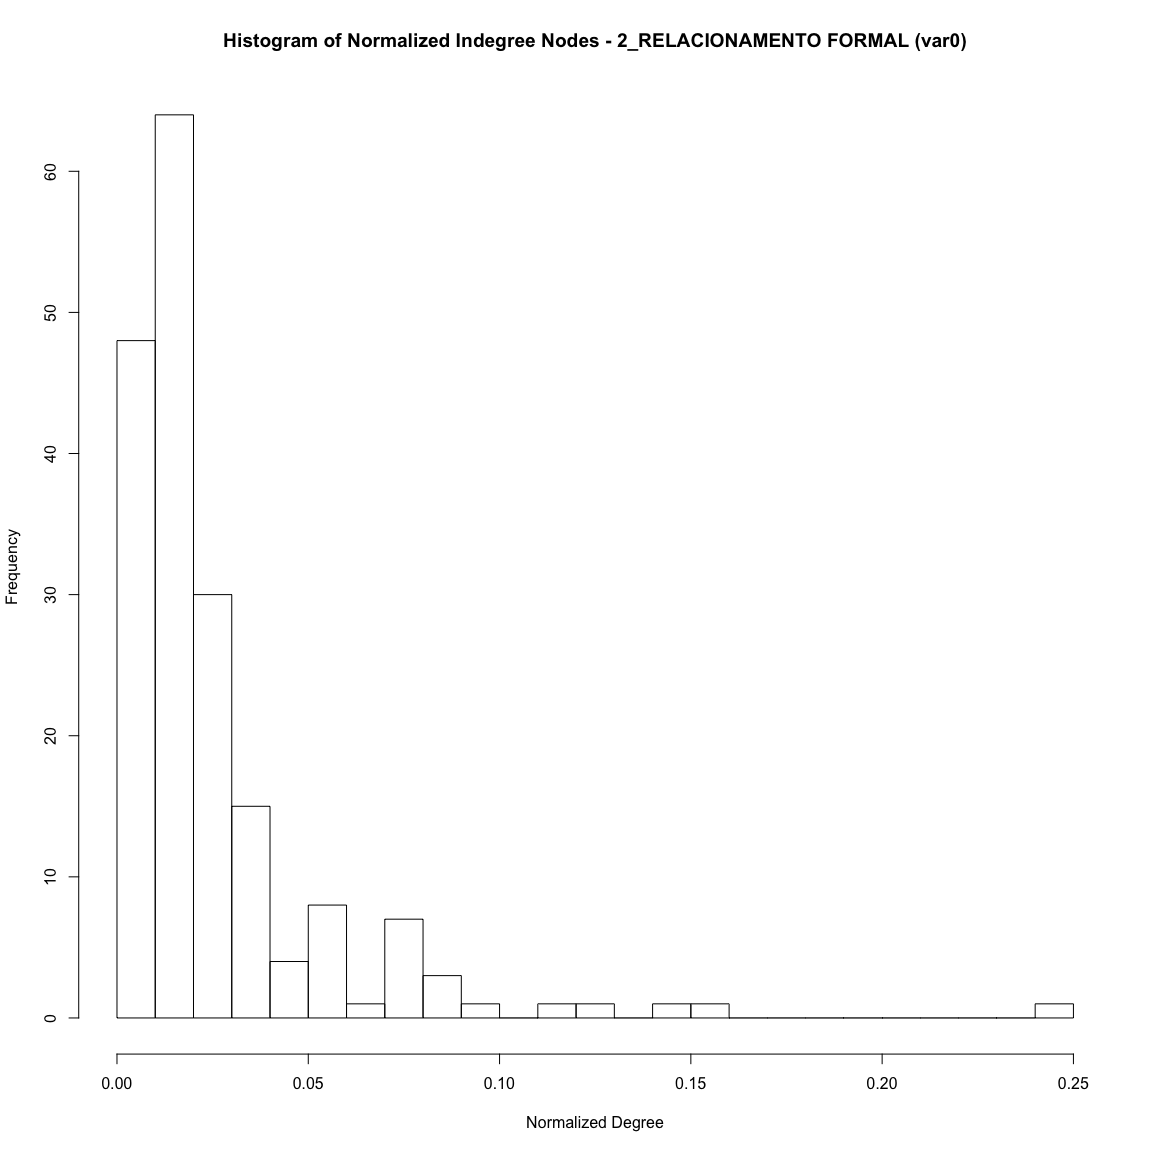 Histogram of Normalized Indegree Nodes - 2_RELACIONAMENTO FORMAL (var0)
Frequency
60
50
40
30
20
10
0
0.00 0.05 0.10 0.15 0.20 0.25
Normalized Degree